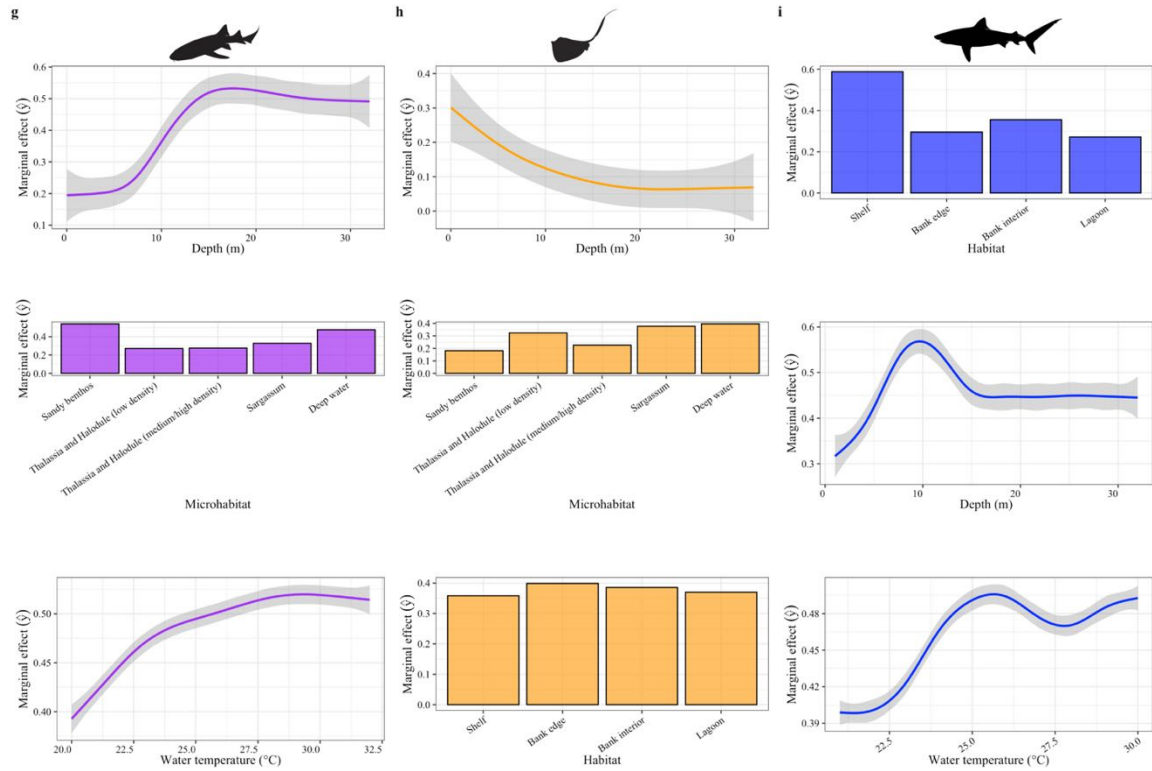 g
h
i
Marginal effect (ŷ)
0.6
0.5
0.4
0.3
0.2
0.1
0
10
20
30
Depth (m)
Marginal effect (ŷ)
0.4
0.3
0.2
0.1
0.0
0
10
20
30
Depth (m)
Marginal effect (ŷ)
0.6
0.4
0.2
0.0
Shelf
Bank edge
Bank interior
Lagoon
Habitat
Marginal effect (ŷ)
0.4
0.2
0.0
Sandy benthos
Thalassia and Halodule (low density)
Thalassia and Halodule (medium/high density)
Sargassum
Deep water
Microhabitat
Marginal effect (ŷ)
0.4
0.3
0.2
0.1
0.0
Sandy benthos
Thalassia and Halodule (low density)
Thalassia and Halodule (medium/high density)
Sargassum
Deep water
Microhabitat
Marginal effect (ŷ)
0.6
0.5
0.4
0.3
0
10
20
30
Depth (m)
Marginal effect (ŷ)
0.50
0.45
0.40
20.0
22.5
25.0
27.5
30.0
32.5
Water temperature (°C)
Marginal effect (ŷ)
0.4
0.3
0.2
0.1
0.0
Shelf
Bank edge
Bank interior
Lagoon
Habitat
Marginal effect (ŷ)
0.48
0.45
0.42
0.39
22.5
25.0
27.5
30.0
Water temperature (°C)